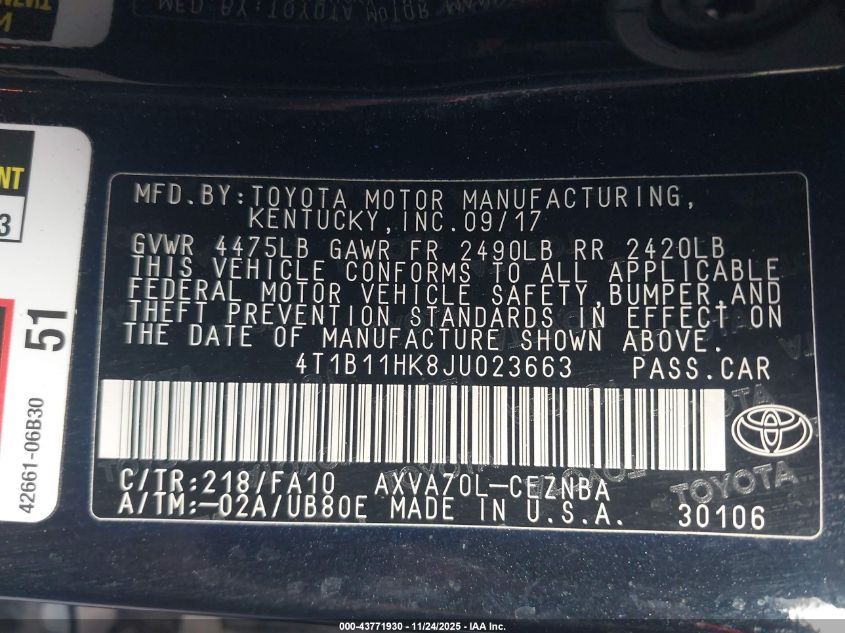 MFD.BY:TOYOTA MOTOR MANUFACTURING,
KENTUCKY,INC.09/17
GVWR 4475LB GAWR FR 2490LB RR 2420LB
THIS VEHICLE CONFORMS TO ALL APPLICABLE
FEDERAL MOTOR VEHICLE SAFETY,BUMPER,AND
THEFT PREVENTION STANDARDS IN EFFECT ON
THE DATE OF MANUFACTURE SHOWN ABOVE.
4T1B11HK8JU023663 PASS.CAR
C/TR:218/FA10 AXVA70L-CEZNBA
A/TM:-02A/UB80E MADE IN U.S.A. 30106
TOYOTA
NT
3
51
42661-06B30
000-43771930 - 11/24/2025 - IAA Inc.